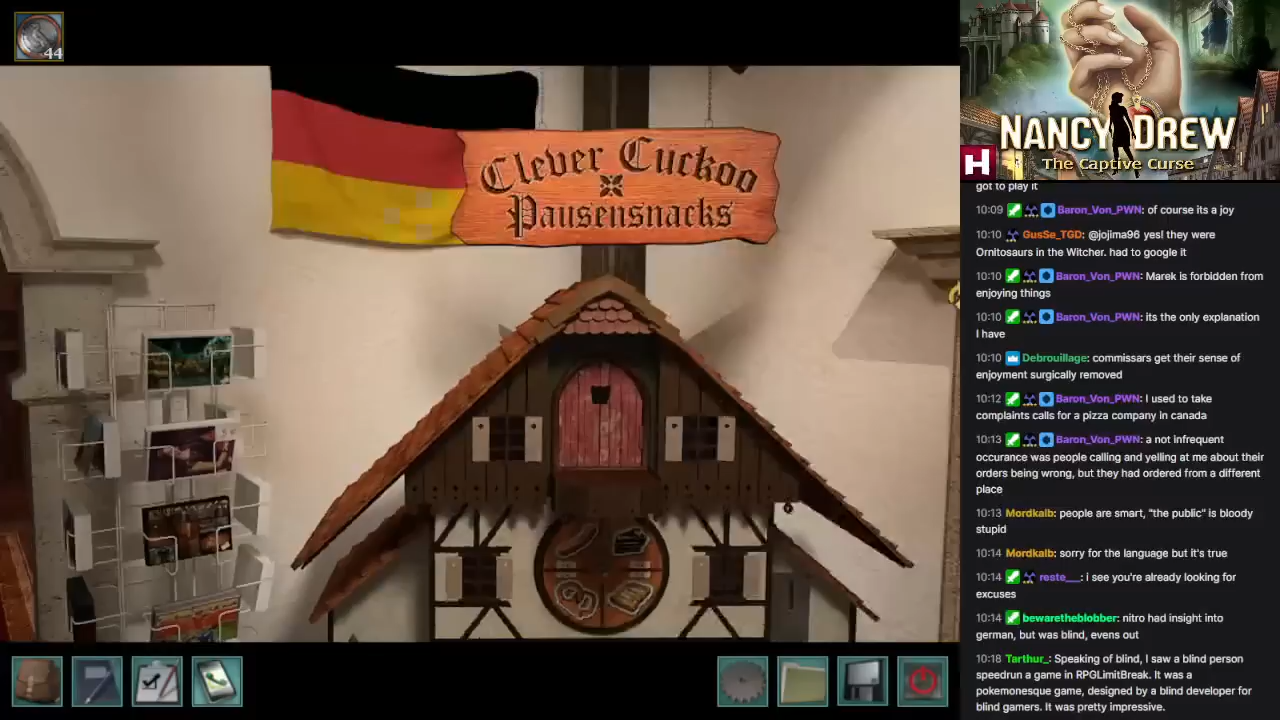 44
Clever Cuckoo
Pausensnacks
NANCY DREW
The Captive Curse
H
got to play it
10:09 Baron_Von_PWN: of course its a joy
10:10 GusSe_TGD: @jojima96 yes! they were
Ornitosaurs in the Witcher. had to google it
10:10 Baron_Von_PWN: Marek is forbidden from
enjoying things
10:10 Baron_Von_PWN: its the only explanation
I have
10:10 Debrouillage: commissars get their sense of
enjoyment surgically removed
10:12 Baron_Von_PWN: I used to take
complaints calls for a pizza company in canada
10:13 Baron_Von_PWN: a not infrequent
occurance was people calling and yelling at me about their
orders being wrong, but they had ordered from a different
place
10:13 Mordkalb: people are smart, "the public" is bloody
stupid
10:14 Mordkalb: sorry for the language but it's true
10:14 resto___: i see you're already looking for
excuses
10:14 bewaretheblobber: nitro had insight into
german, but was blind, evens out
10:18 Tarthur_: Speaking of blind, I saw a blind person
speedrun a game in RPGLimitBreak. It was a
pokemonesque game, designed by a blind developer for
blind gamers. It was pretty impressive.